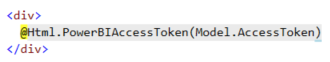 <div>
@Html.PowerBIAccessToken(Model.AccessToken)
</div>